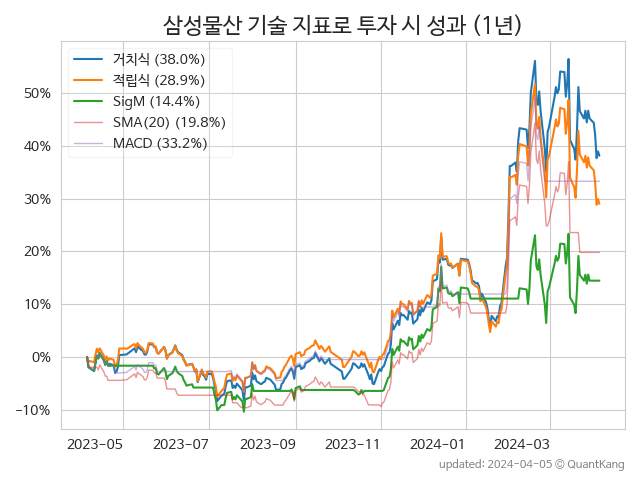 삼성물산 기술 지표로 투자 시 성과 (1년)
거치식 (38.0%)
적립식 (28.9%)
SigM (14.4%)
SMA(20) (19.8%)
MACD (33.2%)
50%
40%
30%
20%
10%
0%
−10%
2023−05 2023−07 2023−09 2023−11 2024−01 2024−03
updated: 2024-04-05 © QuantKang